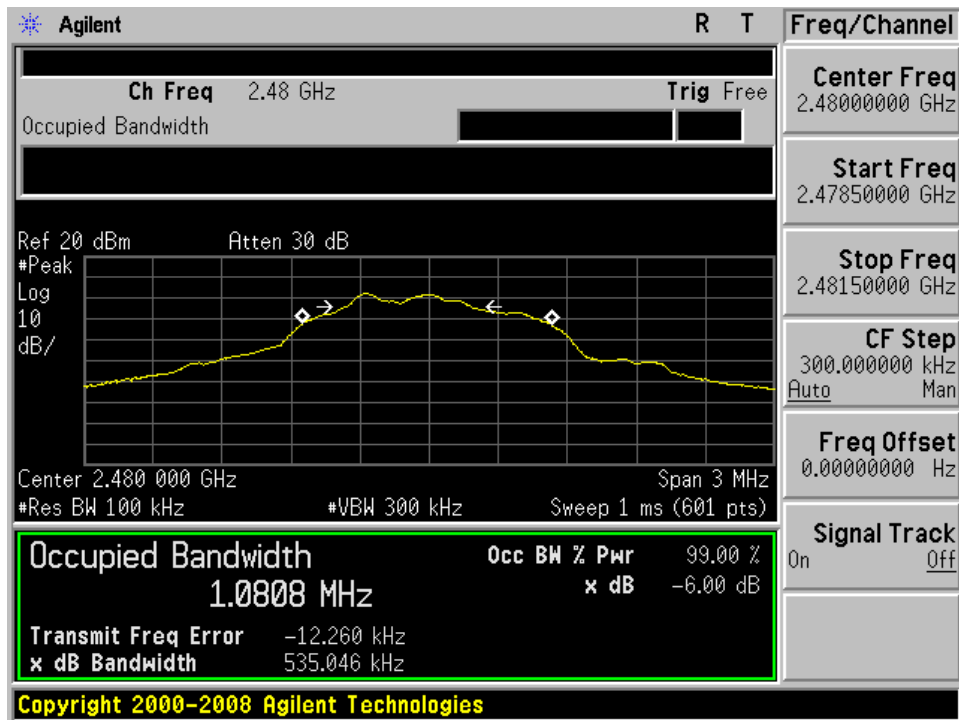 Agilent R T
Ch Freq 2.48 GHz Trig Free
Occupied Bandwidth
Ref 20 dBm Atten 30 dB
#Peak
Log
10
dB/
Center 2.480 000 GHz Span 3 MHz
#Res BW 100 kHz #VBW 300 kHz Sweep 1 ms (601 pts)
Occupied Bandwidth Occ BW % Pwr 99.00 %
1.0808 MHz x dB -6.00 dB
Transmit Freq Error -12.260 kHz
x dB Bandwidth 535.046 kHz
Copyright 2000-2008 Agilent Technologies
Freq/Channel
Center Freq
2.48000000 GHz
Start Freq
2.47850000 GHz
Stop Freq
2.48150000 GHz
CF Step
300.000000 kHz
Auto Man
Freq Offset
0.00000000 Hz
Signal Track
On Off